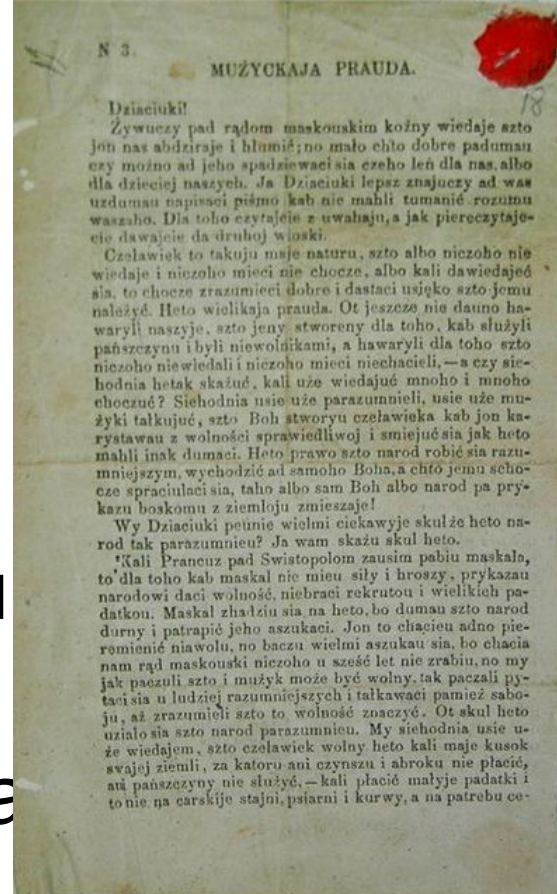 N 3.
18
MUŻYCKAJA PRAUDA.
Dziaciuki!
Żywuczy pad rądom maskouskim kożny wiedaje szto
jon nas abdziraje i hłumić; no mało chto dobre padumau
czy możno ad jeho spadziewaci sia czeho leń dla nas, albo
dla dzieciej naszych. Ja Dziaciuki lepsz znajuczy ad was
uzdumau napisaci piśmo kab nie mahli tumanić rozumu
waszaho. Dla toho czytajcie z uwahaju, a jak piereczytaje-
cie dawajcie da druhoj wioski.
Czeławiek to takuju maje naturu, szto albo niczoho nie
wiedaje i niczoho mieci nie chocze, albo kali dawiedajeć
sia, to chocze zrazumieci dobre i dastaci usjęko szto jemu
należyć. Heto wielikaja prauda. Ot jeszcze nie dauno ha-
waryli naszyje, szto jeny stworeny dla toho, kab służyli
pańszczynu i byli niewolnikami, a hawaryli dla toho szto
niczoho niewiedali i niczoho mieci niechacieli,—a czy sie-
hodnia hetak skażuć, kali uże wiedajuć mnoho i mnoho
choczuć? Siehodnia usie uże parazumnieli, usie uże mu-
żyki tałkujuć, szto Boh stworyu czeławieka kab jon ka-
rystawau z wolności sprawiedliwoj i smiejuć sia jak heto
mahli inak dumaci. Heto prawo szto narod robić sia razu-
mniejszym, wychodzić ad samoho Boha, a chto jemu scho-
cze spraciulaci sia, taho albo sam Boh albo narod pa pry-
kazu boskomu z ziemloju zmieszaje!
Wy Dziaciuki peunie wielmi ciekawyje skulże heto na-
rod tak parazumnieu? Ja wam skażu skul heto.
Kali Prancuz pad Swistopolom zausim pabiu maskala,
to dla toho kab maskal nie mieu siły i hroszy, prykazau
narodowi daci wolność, niebraci rekrutou i wielikich pa-
datkou. Maskal zhadziu sia na heto, bo dumau szto narod
durny i patrapić jeho aszukaci. Jon to chacieu adno pie-
remienić niawolu, no baczu wielmi aszukau sia, bo chacia
nam rąd maskouski niczoho u sześć let nie zrabiu, no my
jak paczuli szto i mużyk może być wolny, tak paczali py-
taci sia u ludziej razumniejszych i tałkawaci pamież sabo-
ju, aż zrazumieli szto to wolność znaczyć. Ot skul heto
uziało sia szto narod parazumnieu. My siehodnia usie u-
że wiedajem, szto czeławiek wolny heto kali maje kusok
swajej ziemli, za katoru ani czynszu i abroku nie płacić,
ani pańszczyny nie służyć,—kali płacić małyje padatki i
to nie na carskije stajni, psiarni i kurwy, a na patrebu ce-